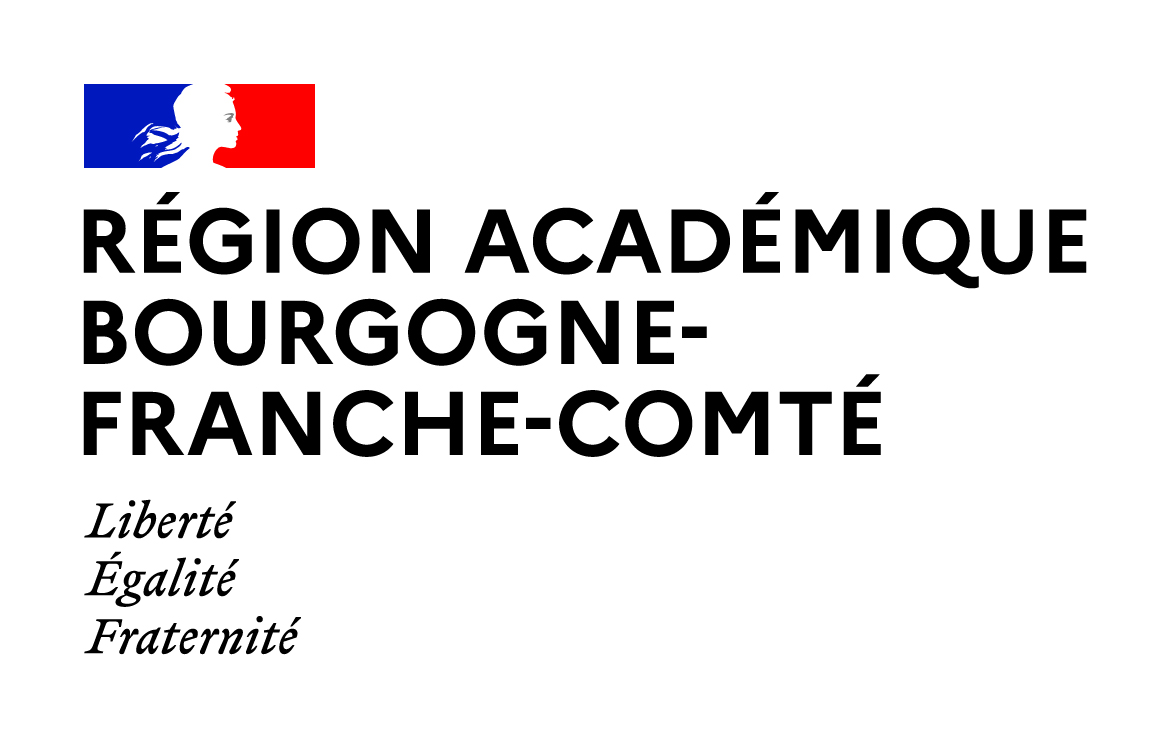 RÉGION ACADÉMIQUE
BOURGOGNE-
FRANCHE-COMTÉ
Liberté
Égalité
Fraternité